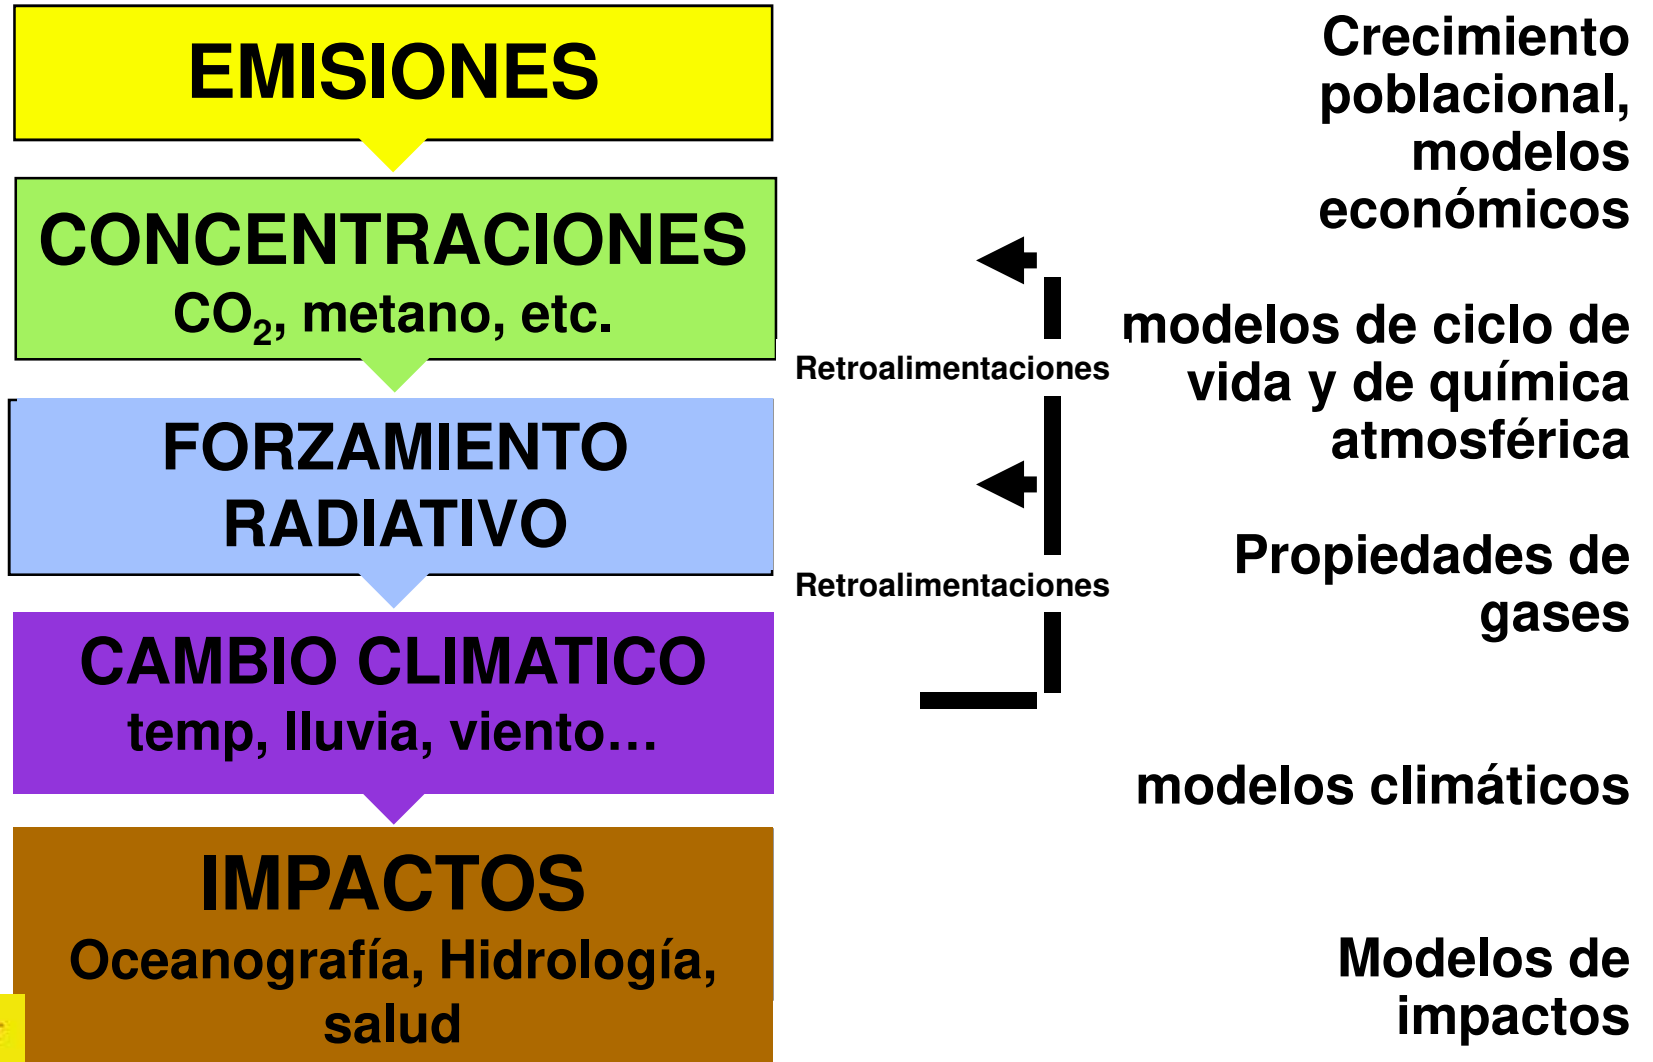 EMISIONES
CONCENTRACIONES
CO₂, metano, etc.
FORZAMIENTO
RADIATIVO
CAMBIO CLIMATICO
temp, lluvia, viento…
IMPACTOS
Oceanografía, Hidrología,
salud
Retroalimentaciones
Retroalimentaciones
Crecimiento
poblacional,
modelos
económicos
modelos de ciclo de
vida y de química
atmosférica
Propiedades de
gases
modelos climáticos
Modelos de
impactos